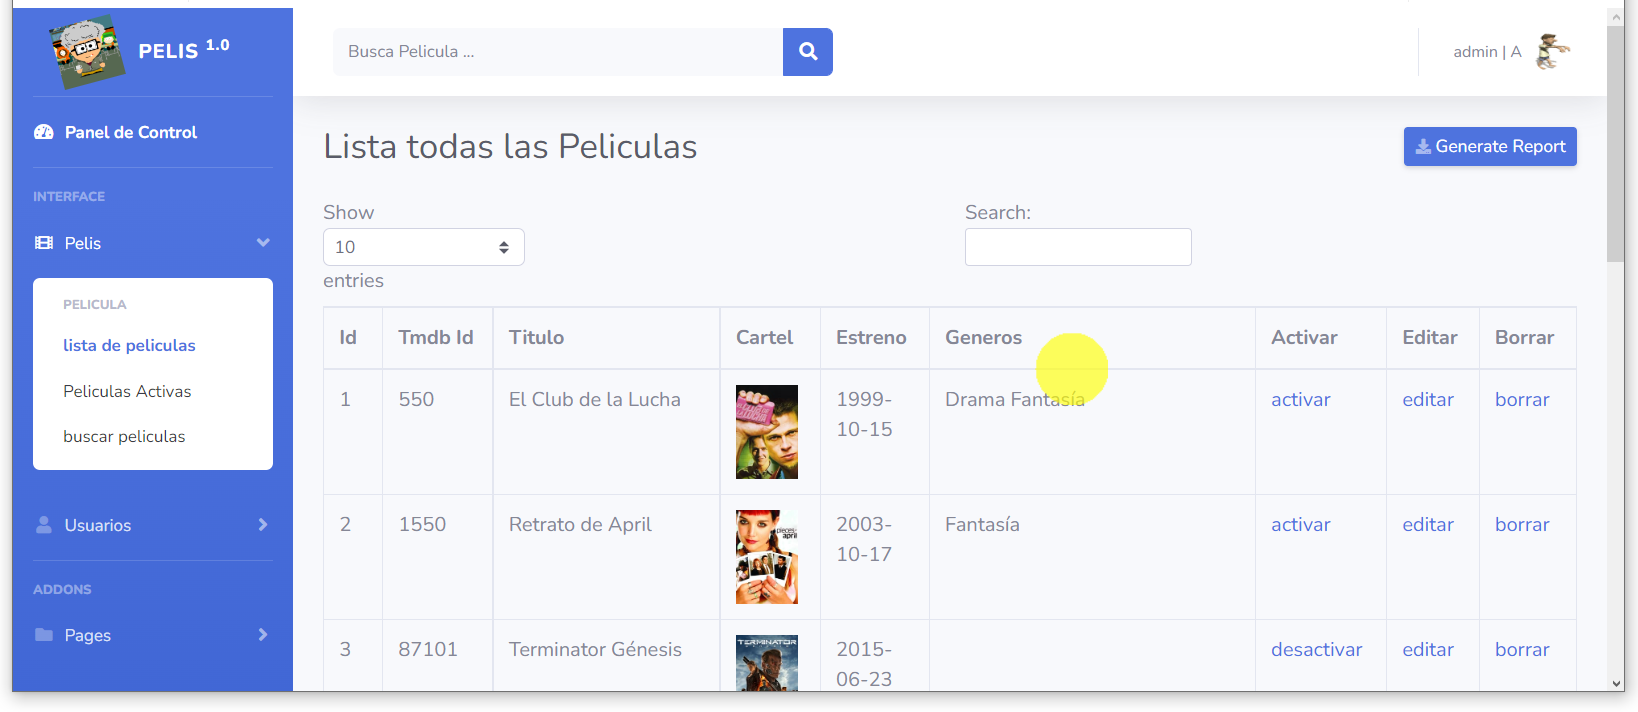 PELIS 1.0
Busca Pelicula ...
admin | A
Panel de Control
INTERFACE
Pelis
PELICULA
lista de peliculas
Peliculas Activas
buscar peliculas
Usuarios
ADDONS
Pages
Lista todas las Peliculas
Generate Report
Show
10
entries
Search:
Id Tmdb Id Titulo Cartel Estreno Generos Activar Editar Borrar
1 550 El Club de la Lucha 1999- Drama Fantasía activar editar borrar
10-15
2 1550 Retrato de April 2003- Fantasía activar editar borrar
10-17
pieces of april
3 87101 Terminator Génesis 2015- desactivar editar borrar
06-23
TERMINATOR